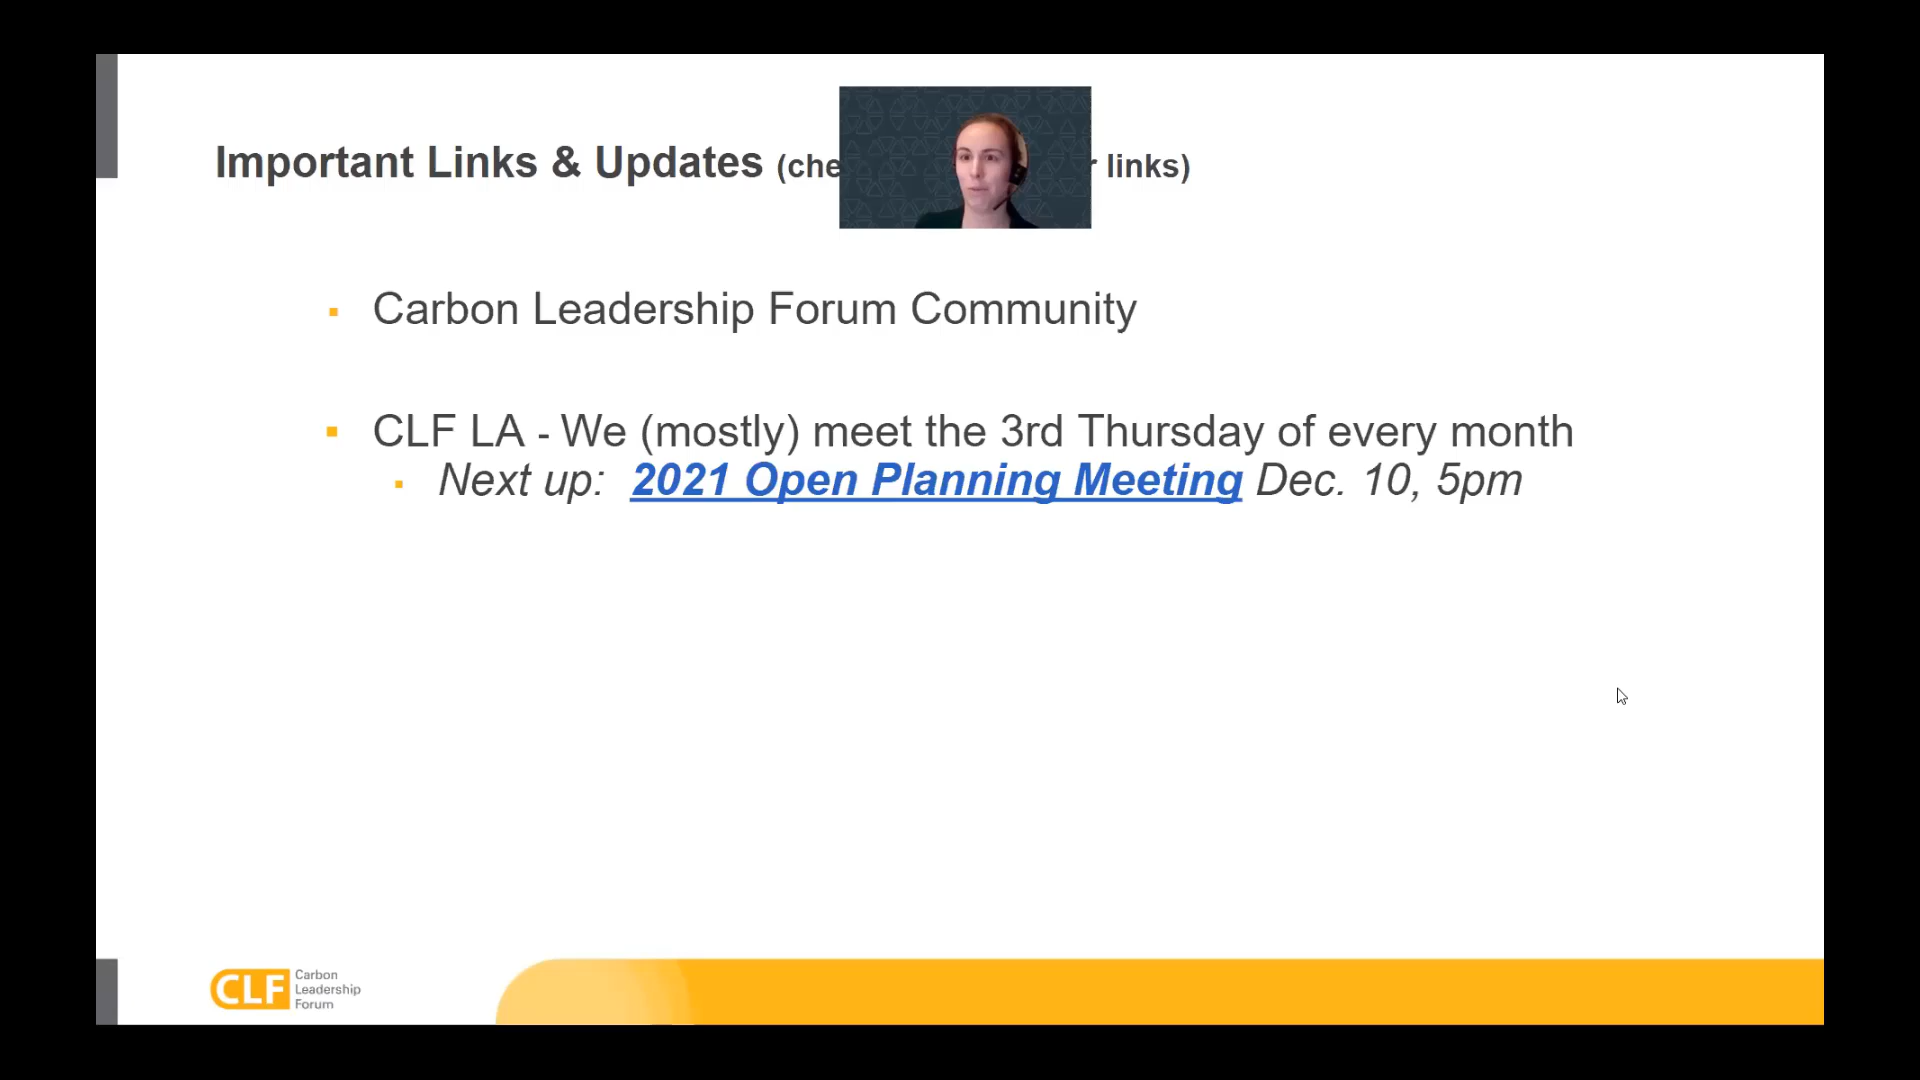 Important Links & Updates (che links)
Carbon Leadership Forum Community
CLF LA - We (mostly) meet the 3rd Thursday of every month
Next up: 2021 Open Planning Meeting Dec. 10, 5pm
CLF
Carbon
Leadership
Forum